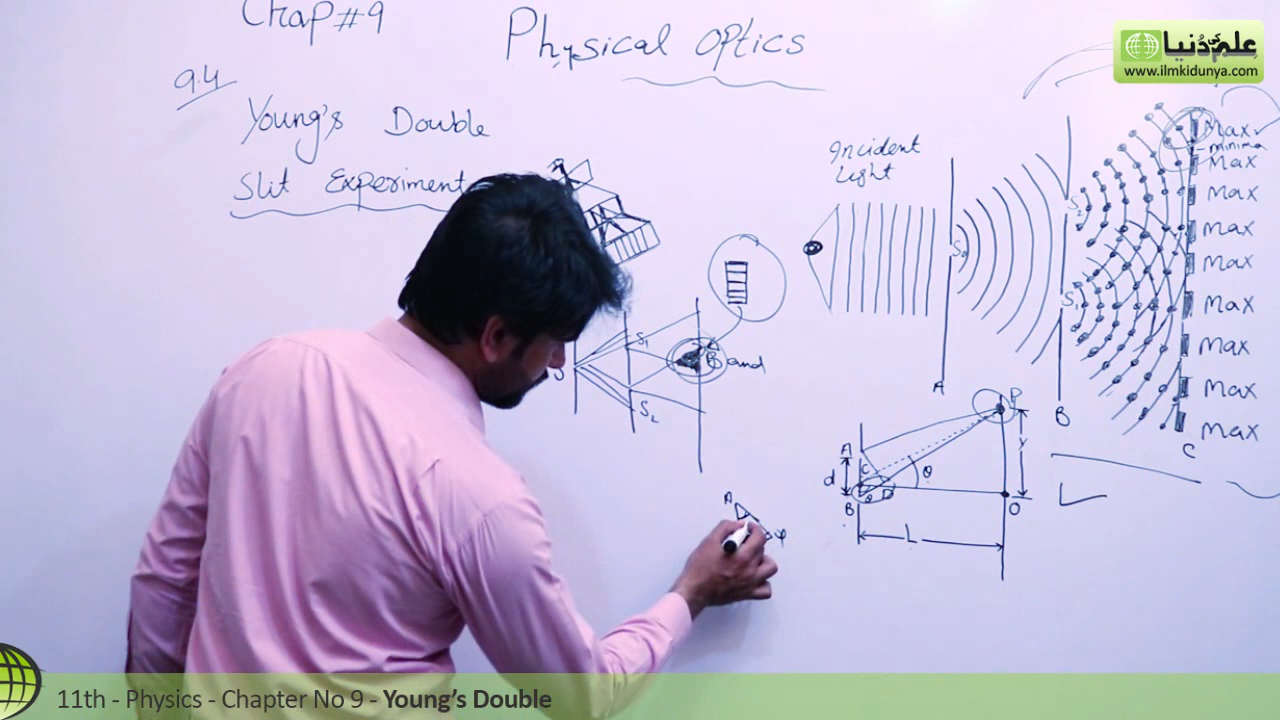 Chap#9
Physical optics
9.4
Young's Double
Slit Experiment
علم کی دُنیا
www.ilmkidunya.com
Incident
light
S0
A
S2
S1
B
Max
minima
Max
Max
Max
Max
Max
Max
Max
Max
C
S1
S2
Band
A
C
d
B
D
θ
P
y
O
L
A
φ
11th - Physics - Chapter No 9 - Young's Double